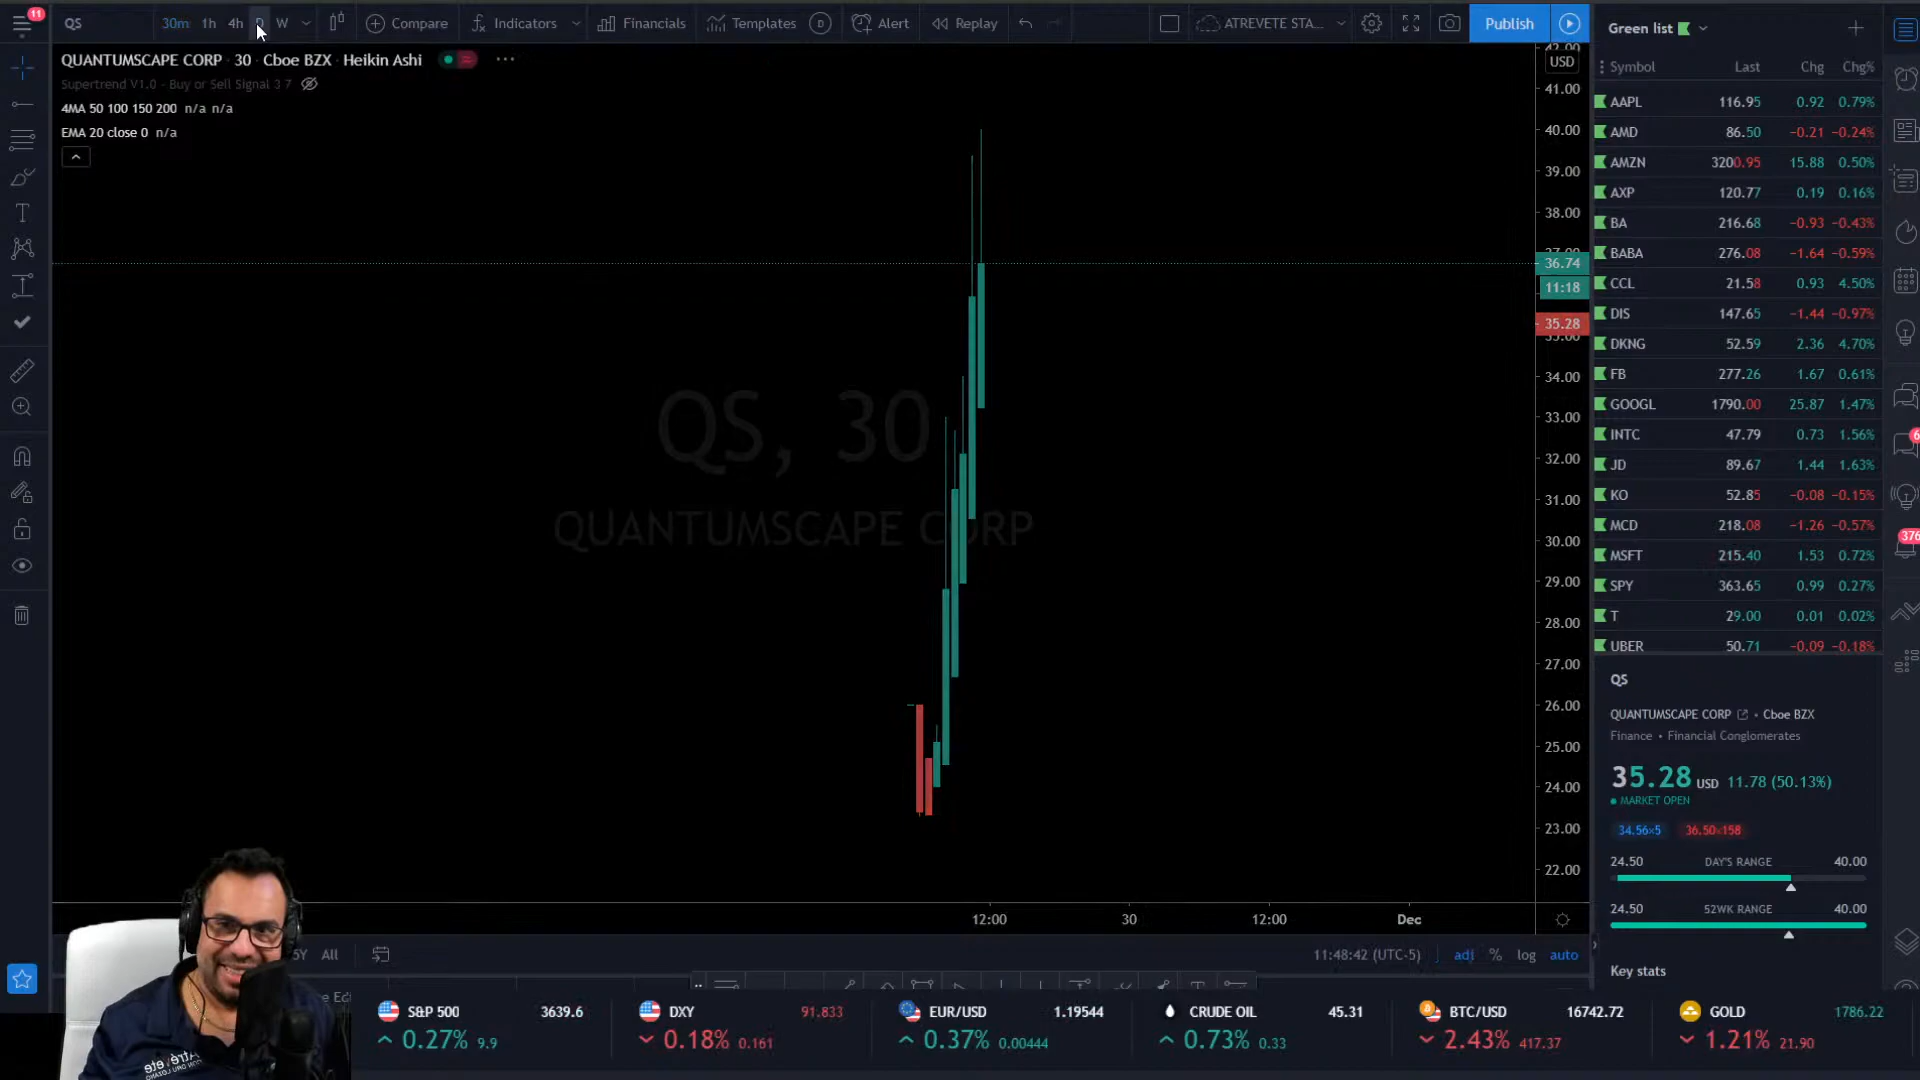 11
QS 30m 1h 4h D W Compare Indicators Financials Templates D Alert Replay ATREVETE STA... Publish
QUANTUMSCAPE CORP · 30 · Cboe BZX · Heikin Ashi
Supertrend V1.0 - Buy or Sell Signal 3 7
4MA 50 100 150 200 n/a n/a
EMA 20 close 0 n/a
QS, 30
QUANTUMSCAPE CORP
42.00
USD
41.00
40.00
39.00
38.00
37.00
36.74
11:18
35.28
35.00
34.00
33.00
32.00
31.00
30.00
29.00
28.00
27.00
26.00
25.00
24.00
23.00
22.00
12:00 30 12:00 Dec
5Y All
11:48:42 (UTC-5) adj % log auto
Green list
Symbol Last Chg Chg%
AAPL 116.95 0.92 0.79%
AMD 86.50 −0.21 −0.24%
AMZN 3200.95 15.88 0.50%
AXP 120.77 0.19 0.16%
BA 216.68 −0.93 −0.43%
BABA 276.08 −1.64 −0.59%
CCL 21.58 0.93 4.50%
DIS 147.65 −1.44 −0.97%
DKNG 52.59 2.36 4.70%
FB 277.26 1.67 0.61%
GOOGL 1790.00 25.87 1.47%
INTC 47.79 0.73 1.56%
JD 89.67 1.44 1.63%
KO 52.85 −0.08 −0.15%
MCD 218.08 −1.26 −0.57%
MSFT 215.40 1.53 0.72%
SPY 363.65 0.99 0.27%
T 29.00 0.01 0.02%
UBER 50.71 −0.09 −0.18%
6
376
QS
QUANTUMSCAPE CORP • Cboe BZX
Finance • Financial Conglomerates
35.28 USD 11.78 (50.13%)
MARKET OPEN
34.56×5 36.50×158
24.50 DAY'S RANGE 40.00
24.50 52WK RANGE 40.00
Key stats
S&P 500 3639.6
0.27% 9.9
DXY 91.833
0.18% 0.161
EUR/USD 1.19544
0.37% 0.00444
CRUDE OIL 45.31
0.73% 0.33
BTC/USD 16742.72
2.43% 417.37
GOLD 1786.22
1.21% 21.90